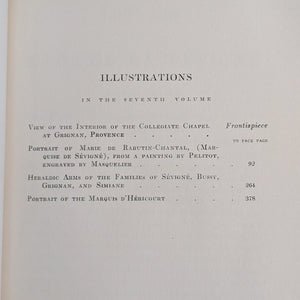 ILLUSTRATIONS
IN THE SEVENTH VOLUME
View of the Interior of the Collegiate Chapel
at Grignan, Provence . . . . . Frontispiece
TO FACE PAGE
Portrait of Marie de Rabutin-Chantal, (Mar-
quise de Sévigné), from a painting by Pelitot,
engraved by Masquelier . . . . 92
Heraldic Arms of the Families of Sévigné, Bussy,
Grignan, and Simiane . . . . . 264
Portrait of the Marquis d'Héricourt . . . 378